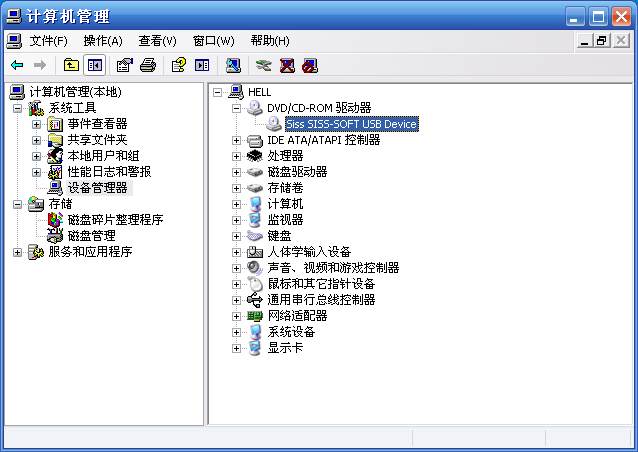 计算机管理
文件(F) 操作(A) 查看(V) 窗口(W) 帮助(H)
计算机管理(本地)
系统工具
事件查看器
共享文件夹
本地用户和组
性能日志和警报
设备管理器
存储
磁盘碎片整理程序
磁盘管理
服务和应用程序
HELL
DVD/CD-ROM 驱动器
Siss SISS-SOFT USB Device
IDE ATA/ATAPI 控制器
处理器
磁盘驱动器
存储卷
计算机
监视器
键盘
人体学输入设备
声音、视频和游戏控制器
鼠标和其它指针设备
通用串行总线控制器
网络适配器
系统设备
显示卡